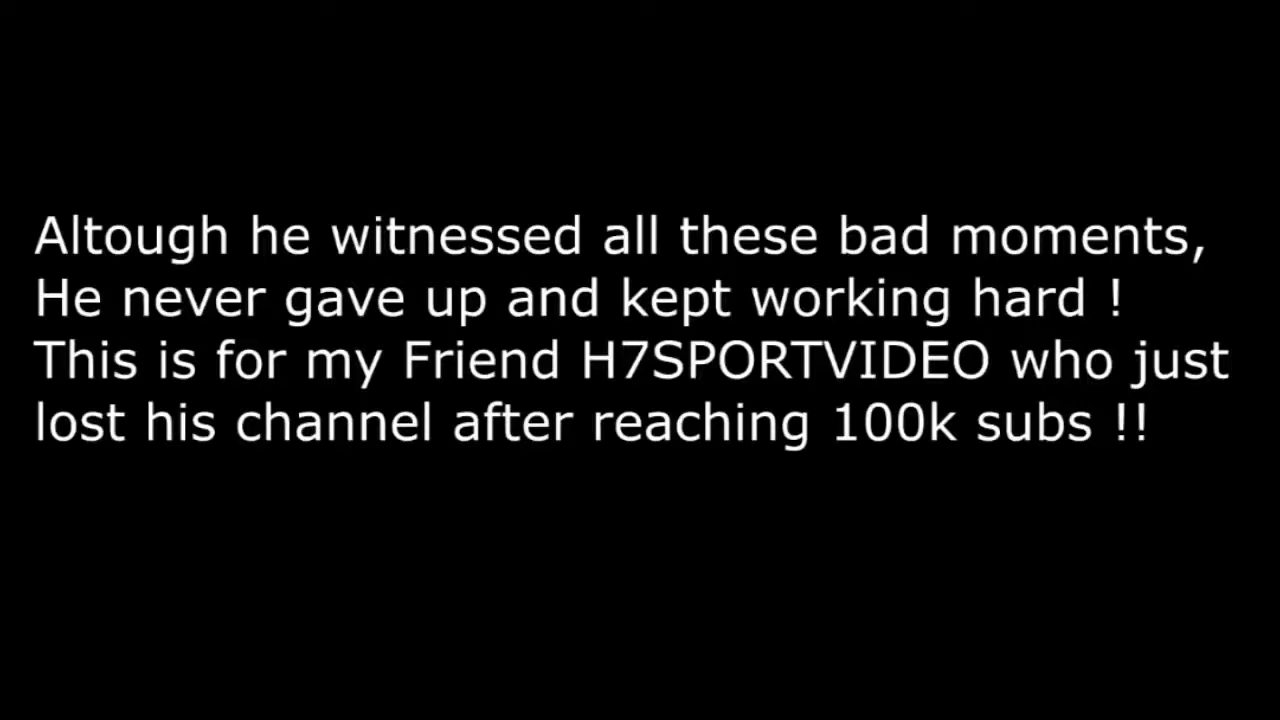 Altough he witnessed all these bad moments,
He never gave up and kept working hard !
This is for my Friend H7SPORTVIDEO who just
lost his channel after reaching 100k subs !!